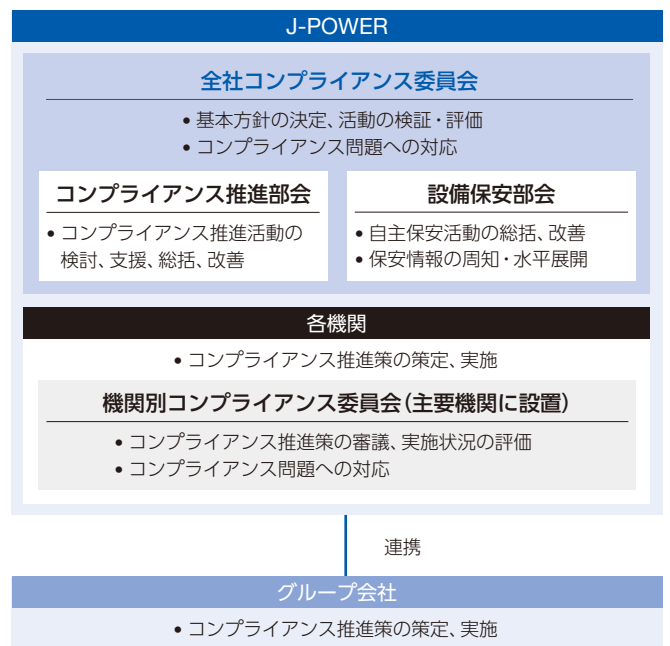 J-POWER
全社コンプライアンス委員会
• 基本方針の決定、活動の検証・評価
• コンプライアンス問題への対応
コンプライアンス推進部会
• コンプライアンス推進活動の
検討、支援、総括、改善
設備保安部会
• 自主保安活動の総括、改善
• 保安情報の周知・水平展開
各機関
• コンプライアンス推進策の策定、実施
機関別コンプライアンス委員会(主要機関に設置)
• コンプライアンス推進策の審議、実施状況の評価
• コンプライアンス問題への対応
連携
グループ会社
• コンプライアンス推進策の策定、実施